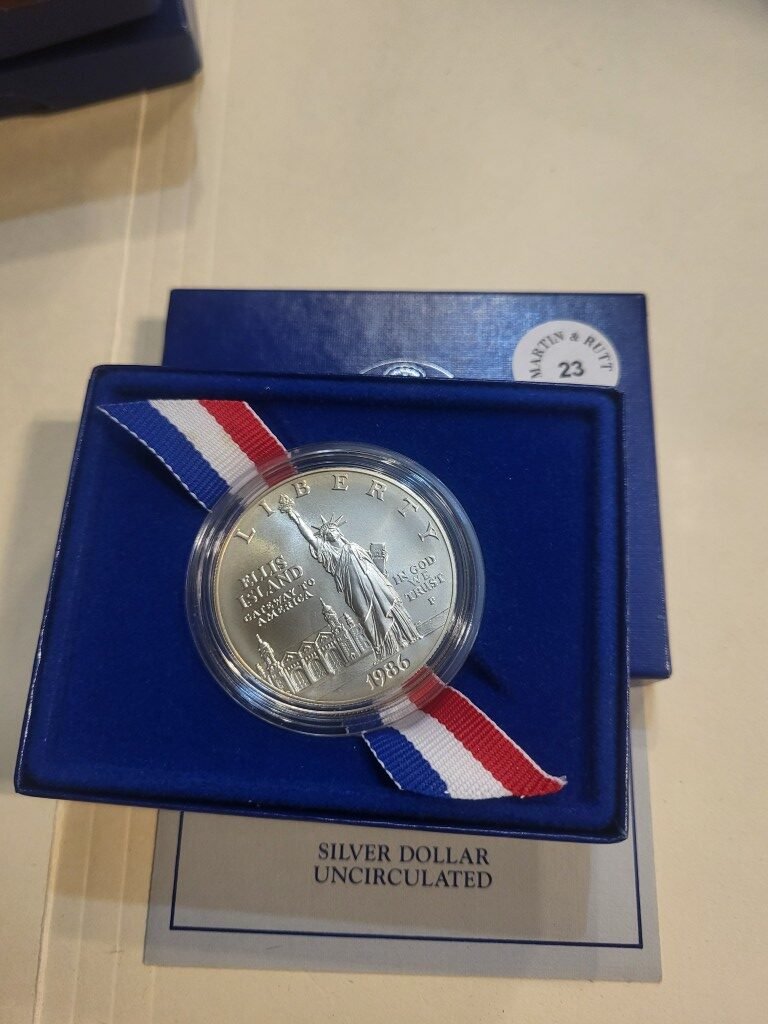 MARTIN & RUTT
23
LIBERTY
ELLIS
ISLAND
GATEWAY TO
AMERICA
IN GOD
WE
TRUST
P
1986
SILVER DOLLAR
UNCIRCULATED